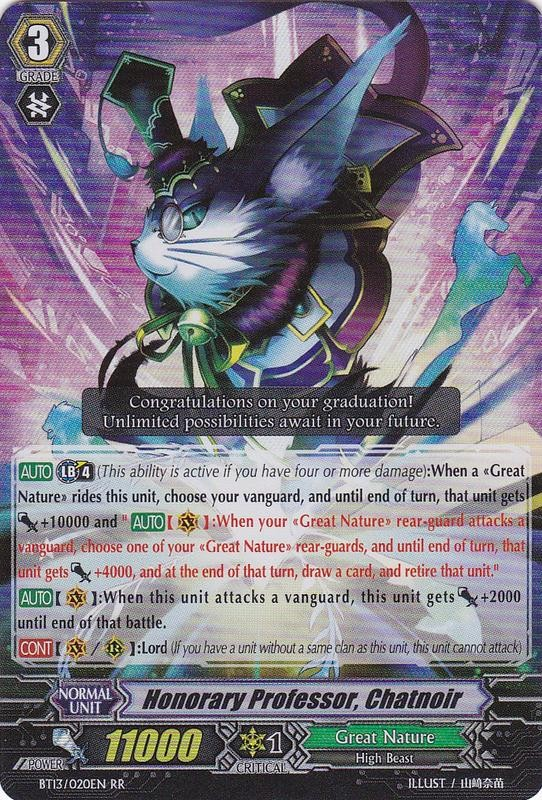 3
GRADE
Congratulations on your graduation!
Unlimited possibilities await in your future.
AUTO LB 4 (This ability is active if you have four or more damage):When a «Great
Nature» rides this unit, choose your vanguard, and until end of turn, that unit gets
+10000 and " AUTO【 】:When your «Great Nature» rear-guard attacks a
vanguard, choose one of your «Great Nature» rear-guards, and until end of turn, that
unit gets +4000, and at the end of that turn, draw a card, and retire that unit."
AUTO【 】:When this unit attacks a vanguard, this unit gets +2000
until end of that battle.
CONT【 / 】:Lord (If you have a unit without a same clan as this unit, this unit cannot attack)
NORMAL
UNIT
Honorary Professor, Chatnoir
POWER
11000
1
CRITICAL
Great Nature
High Beast
BT13/020EN RR
ILLUST / 山崎奈苗